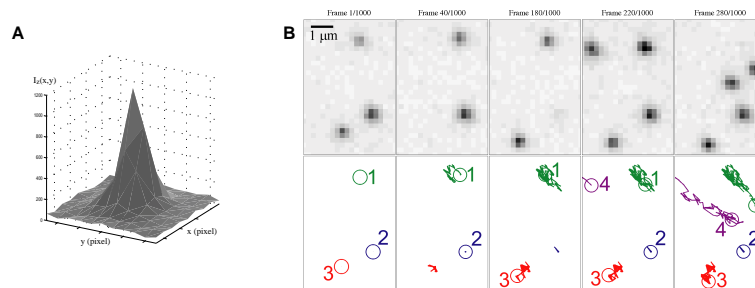 A
I_z(x,y)
1200
1000
800
600
400
200
0
y (pixel)
x (pixel)
B
Frame 1/1000
Frame 40/1000
Frame 180/1000
Frame 220/1000
Frame 280/1000
1 µm
1
2
3
1
2
1
3
4
1
2
3
4
2
3